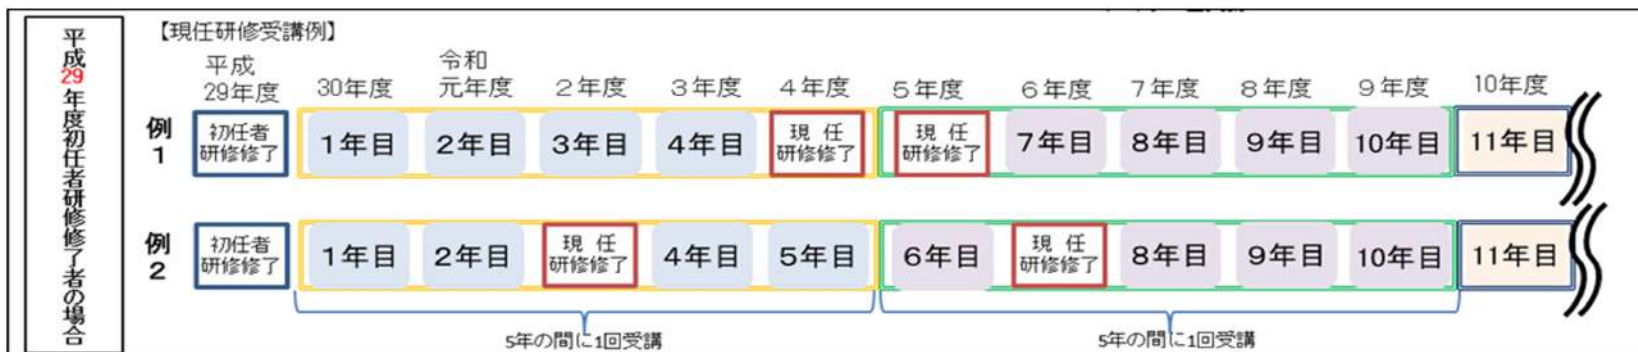 平成29年度初任者研修修了者の場合
【現任研修受講例】
平成
29年度 30年度 令和
元年度 2年度 3年度 4年度 5年度 6年度 7年度 8年度 9年度 10年度
例1 初任者
研修修了 1年目 2年目 3年目 4年目 現 任
研修修了 現 任
研修修了 7年目 8年目 9年目 10年目 11年目
例2 初任者
研修修了 1年目 2年目 現 任
研修修了 4年目 5年目 6年目 現 任
研修修了 8年目 9年目 10年目 11年目
5年の間に1回受講 5年の間に1回受講